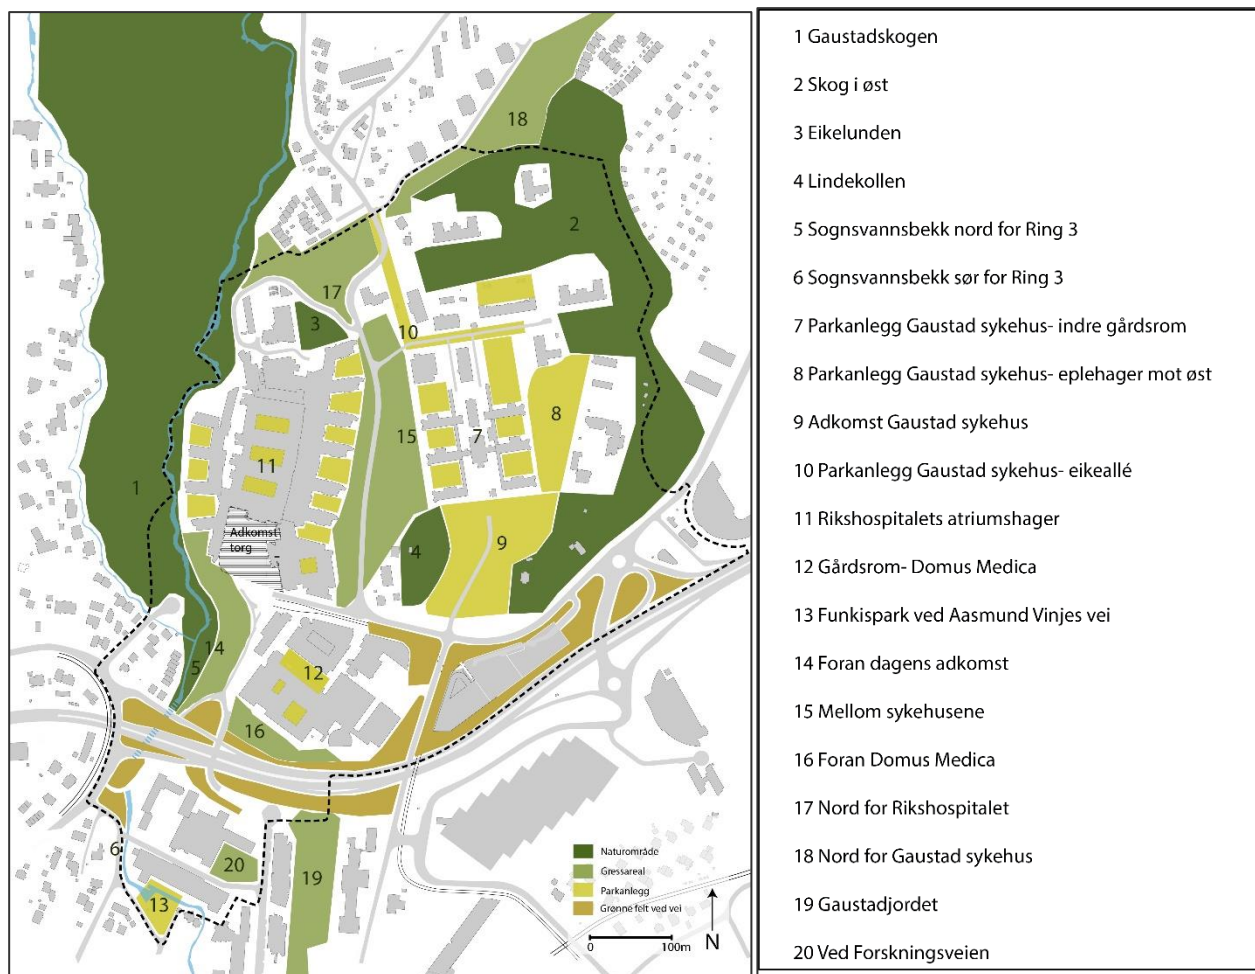 18
2
17
3
10
8
15
7
11
1
Adkomst
torg
4
9
14
5
12
16
6
20
19
13
Naturområde
Gressareal
Parkanlegg
Grønne felt ved vei
0 100m
N
1 Gaustadskogen
2 Skog i øst
3 Eikelunden
4 Lindekollen
5 Sognsvannsbekk nord for Ring 3
6 Sognsvannsbekk sør for Ring 3
7 Parkanlegg Gaustad sykehus- indre gårdsrom
8 Parkanlegg Gaustad sykehus- eplehager mot øst
9 Adkomst Gaustad sykehus
10 Parkanlegg Gaustad sykehus- eikeallé
11 Rikshospitalets atriumshager
12 Gårdsrom- Domus Medica
13 Funkispark ved Aasmund Vinjes vei
14 Foran dagens adkomst
15 Mellom sykehusene
16 Foran Domus Medica
17 Nord for Rikshospitalet
18 Nord for Gaustad sykehus
19 Gaustadjordet
20 Ved Forskningsveien